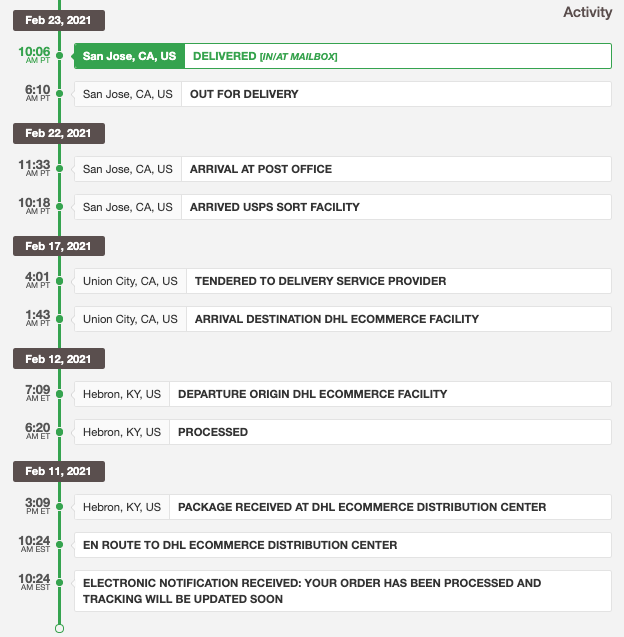 Activity
Feb 23, 2021
10:06
AM PT
San Jose, CA, US
DELIVERED [IN/AT MAILBOX]
6:10
AM PT
San Jose, CA, US
OUT FOR DELIVERY
Feb 22, 2021
11:33
AM PT
San Jose, CA, US
ARRIVAL AT POST OFFICE
10:18
AM PT
San Jose, CA, US
ARRIVED USPS SORT FACILITY
Feb 17, 2021
4:01
AM PT
Union City, CA, US
TENDERED TO DELIVERY SERVICE PROVIDER
1:43
AM PT
Union City, CA, US
ARRIVAL DESTINATION DHL ECOMMERCE FACILITY
Feb 12, 2021
7:09
AM ET
Hebron, KY, US
DEPARTURE ORIGIN DHL ECOMMERCE FACILITY
6:20
AM ET
Hebron, KY, US
PROCESSED
Feb 11, 2021
3:09
PM ET
Hebron, KY, US
PACKAGE RECEIVED AT DHL ECOMMERCE DISTRIBUTION CENTER
10:24
AM EST
EN ROUTE TO DHL ECOMMERCE DISTRIBUTION CENTER
10:24
AM EST
ELECTRONIC NOTIFICATION RECEIVED: YOUR ORDER HAS BEEN PROCESSED AND
TRACKING WILL BE UPDATED SOON